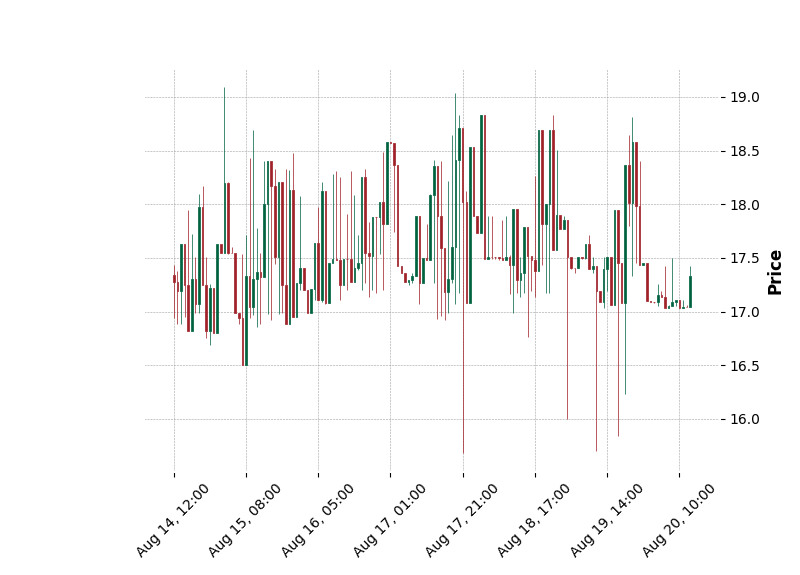 19.0
18.5
18.0
17.5
17.0
16.5
16.0
Price
Aug 14, 12:00
Aug 15, 08:00
Aug 16, 05:00
Aug 17, 01:00
Aug 17, 21:00
Aug 18, 17:00
Aug 19, 14:00
Aug 20, 10:00